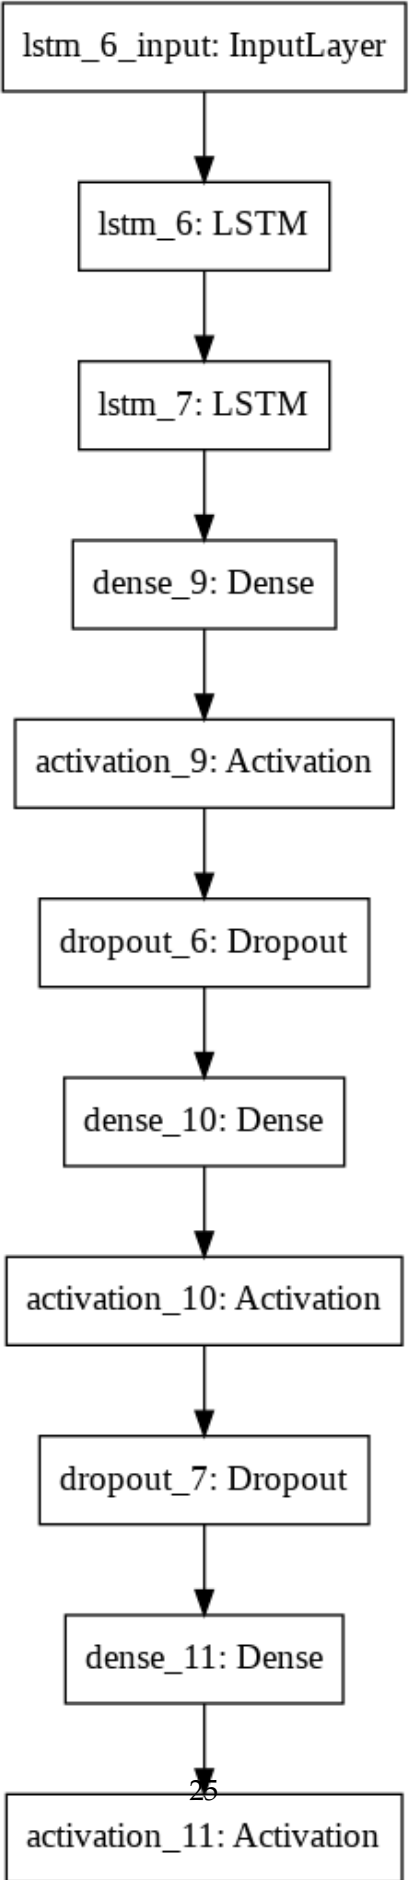 lstm_6_input: InputLayer
lstm_6: LSTM
lstm_7: LSTM
dense_9: Dense
activation_9: Activation
dropout_6: Dropout
dense_10: Dense
activation_10: Activation
dropout_7: Dropout
dense_11: Dense
25
activation_11: Activation